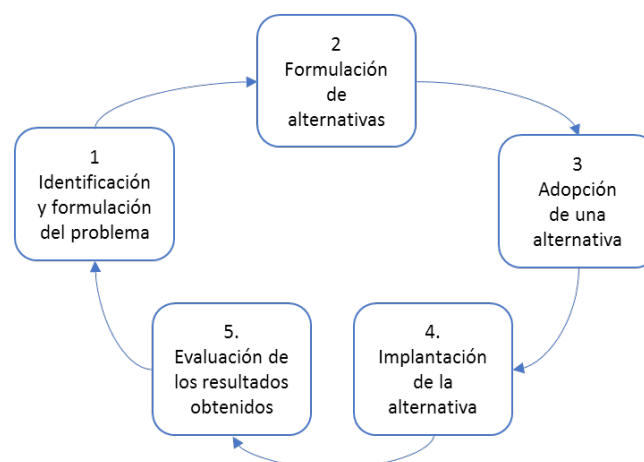 1
Identificación
y formulación
del problema
2
Formulación
de
alternativas
3
Adopción
de una
alternativa
4.
Implantación
de la
alternativa
5.
Evaluación de
los resultados
obtenidos